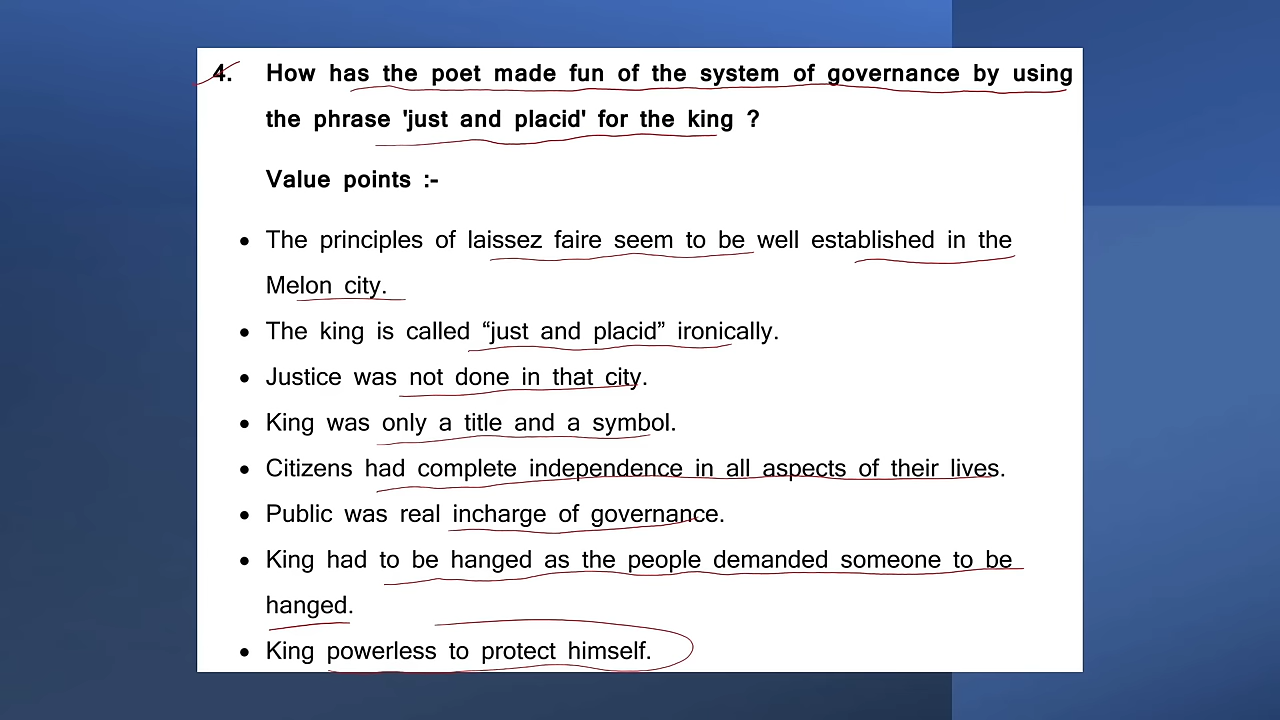 4. How has the poet made fun of the system of governance by using
the phrase 'just and placid' for the king ?
Value points :-
• The principles of laissez faire seem to be well established in the
Melon city.
• The king is called “just and placid” ironically.
• Justice was not done in that city.
• King was only a title and a symbol.
• Citizens had complete independence in all aspects of their lives.
• Public was real incharge of governance.
• King had to be hanged as the people demanded someone to be
hanged.
• King powerless to protect himself.